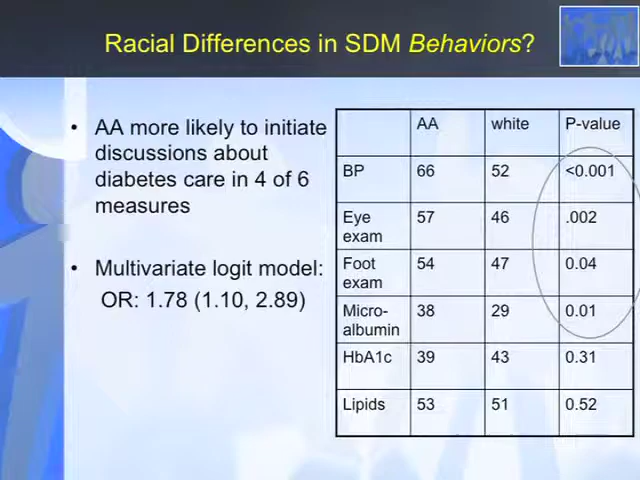 Racial Differences in SDM Behaviors?
• AA more likely to initiate
discussions about
diabetes care in 4 of 6
measures
• Multivariate logit model:
OR: 1.78 (1.10, 2.89)
AA white P-value
BP 66 52 <0.001
Eye exam 57 46 .002
Foot exam 54 47 0.04
Micro-albumin 38 29 0.01
HbA1c 39 43 0.31
Lipids 53 51 0.52